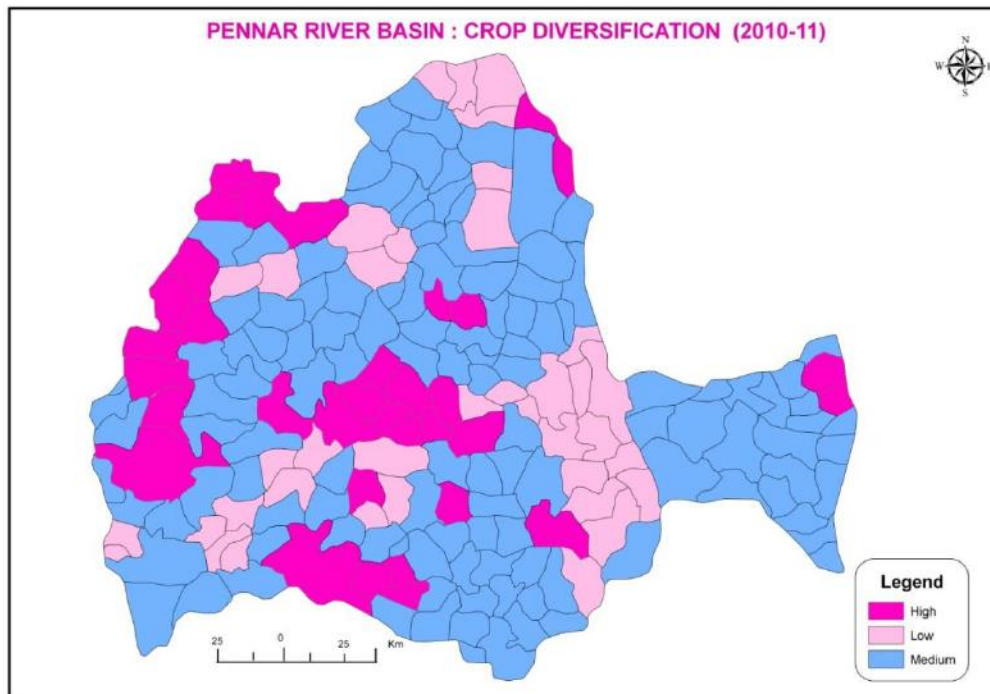 PENNAR RIVER BASIN : CROP DIVERSIFICATION (2010-11)
N
W E
S
Legend
High
Low
Medium
25 0 25 Km